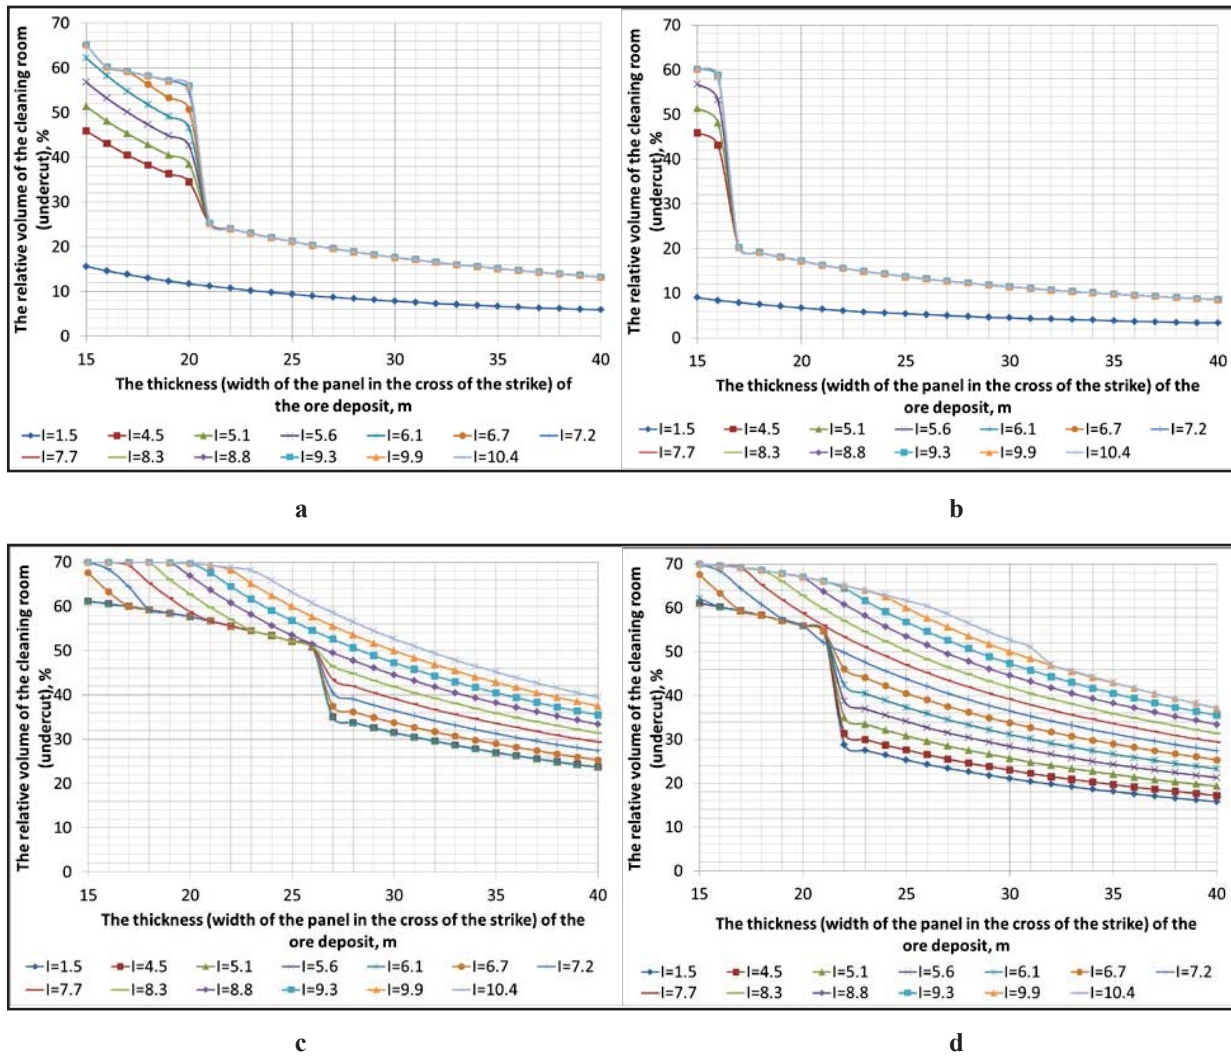 The relative volume of the cleaning room
(undercut), %
70
60
50
40
30
20
10
0
15 20 25 30 35 40
The thickness (width of the panel in the cross of the strike) of
the ore deposit, m
I=1.5 I=4.5 I=5.1 I=5.6 I=6.1 I=6.7 I=7.2
I=7.7 I=8.3 I=8.8 I=9.3 I=9.9 I=10.4
a
The relative volume of the cleaning room
(undercut), %
70
60
50
40
30
20
10
0
15 20 25 30 35 40
The thickness (width of the panel in the cross of the strike) of the
ore deposit, m
I=1.5 I=4.5 I=5.1 I=5.6 I=6.1 I=6.7 I=7.2
I=7.7 I=8.3 I=8.8 I=9.3 I=9.9 I=10.4
b
The relative volume of the cleaning room
(undercut), %
70
60
50
40
30
20
10
0
15 20 25 30 35 40
The thickness (width of the panel in the cross of the strike) of the
ore deposit, m
I=1.5 I=4.5 I=5.1 I=5.6 I=6.1 I=6.7 I=7.2
I=7.7 I=8.3 I=8.8 I=9.3 I=9.9 I=10.4
c
The relative volume of the cleaning room
(undercut), %
70
60
50
40
30
20
10
0
15 20 25 30 35 40
The thickness (width of the panel in the cross of the strike) of the
ore deposit, m
I=1.5 I=4.5 I=5.1 I=5.6 I=6.1 I=6.7 I=7.2
I=7.7 I=8.3 I=8.8 I=9.3 I=9.9 I=10.4
d